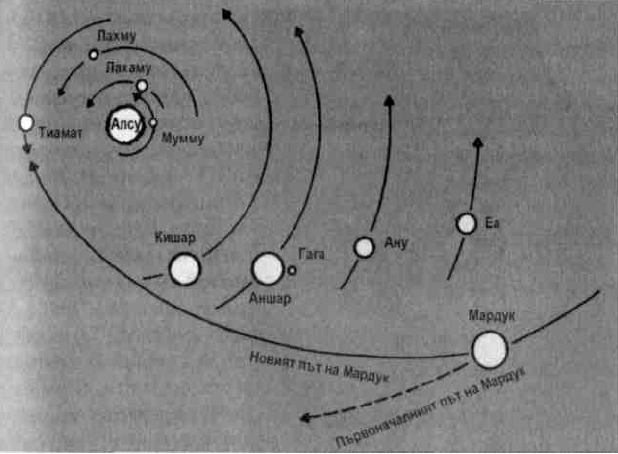 Лахму
Лахаму
Апсу
Тиамат
Мумму
Кишар
Гага
Аншар
Ану
Еа
Мардук
Новият път на Мардук
Първоначалният път на Мардук